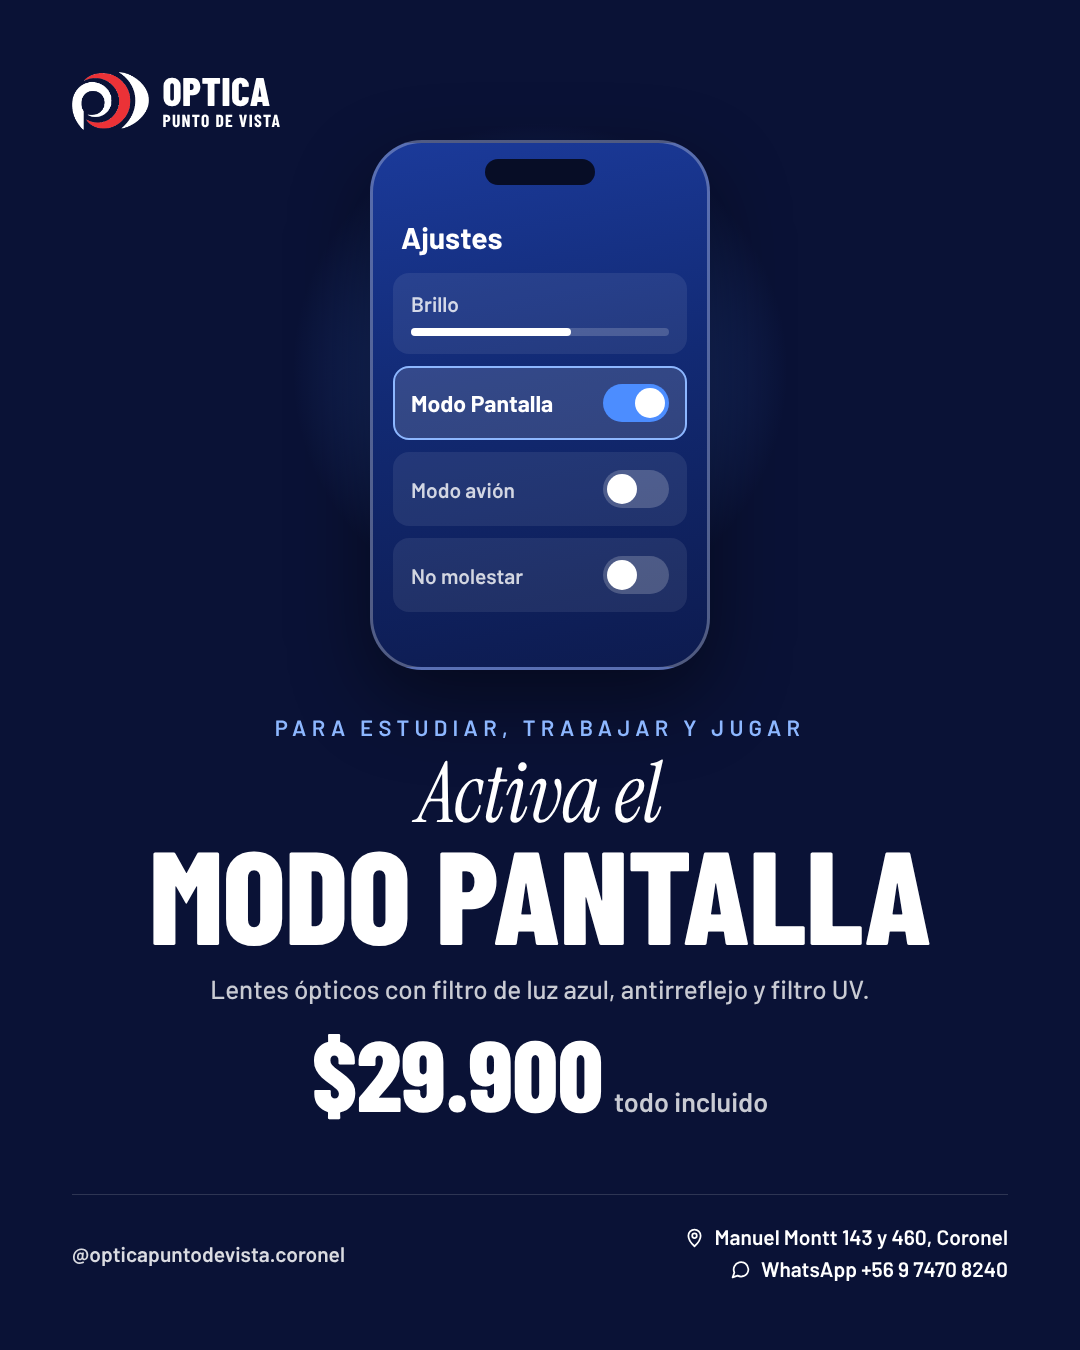 OPTICA
PUNTO DE VISTA
Ajustes
Brillo
Modo Pantalla
Modo avión
No molestar
PARA ESTUDIAR, TRABAJAR Y JUGAR
Activa el
MODO PANTALLA
Lentes ópticos con filtro de luz azul, antirreflejo y filtro UV.
$29.900 todo incluido
@opticapuntodevista.coronel
Manuel Montt 143 y 460, Coronel
WhatsApp +56 9 7470 8240